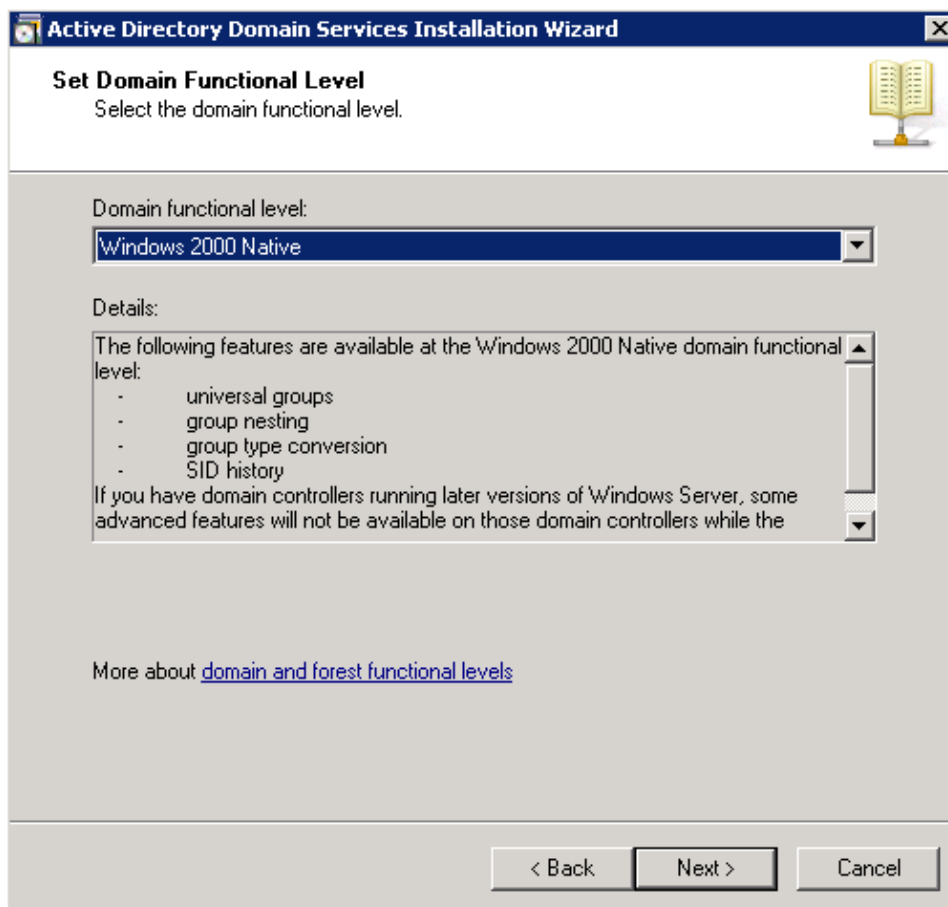 Active Directory Domain Services Installation Wizard
Set Domain Functional Level
Select the domain functional level.
Domain functional level:
Windows 2000 Native
Details:
The following features are available at the Windows 2000 Native domain functional
level:
- universal groups
- group nesting
- group type conversion
- SID history
If you have domain controllers running later versions of Windows Server, some
advanced features will not be available on those domain controllers while the
More about domain and forest functional levels
< Back
Next >
Cancel